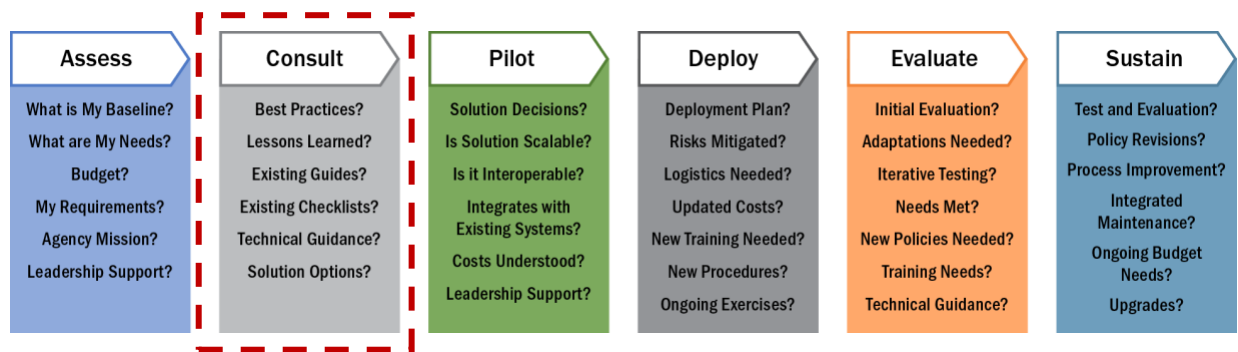 Assess
What is My Baseline?
What are My Needs?
Budget?
My Requirements?
Agency Mission?
Leadership Support?
Consult
Best Practices?
Lessons Learned?
Existing Guides?
Existing Checklists?
Technical Guidance?
Solution Options?
Pilot
Solution Decisions?
Is Solution Scalable?
Is it Interoperable?
Integrates with
Existing Systems?
Costs Understood?
Leadership Support?
Deploy
Deployment Plan?
Risks Mitigated?
Logistics Needed?
Updated Costs?
New Training Needed?
New Procedures?
Ongoing Exercises?
Evaluate
Initial Evaluation?
Adaptations Needed?
Iterative Testing?
Needs Met?
New Policies Needed?
Training Needs?
Technical Guidance?
Sustain
Test and Evaluation?
Policy Revisions?
Process Improvement?
Integrated
Maintenance?
Ongoing Budget
Needs?
Upgrades?